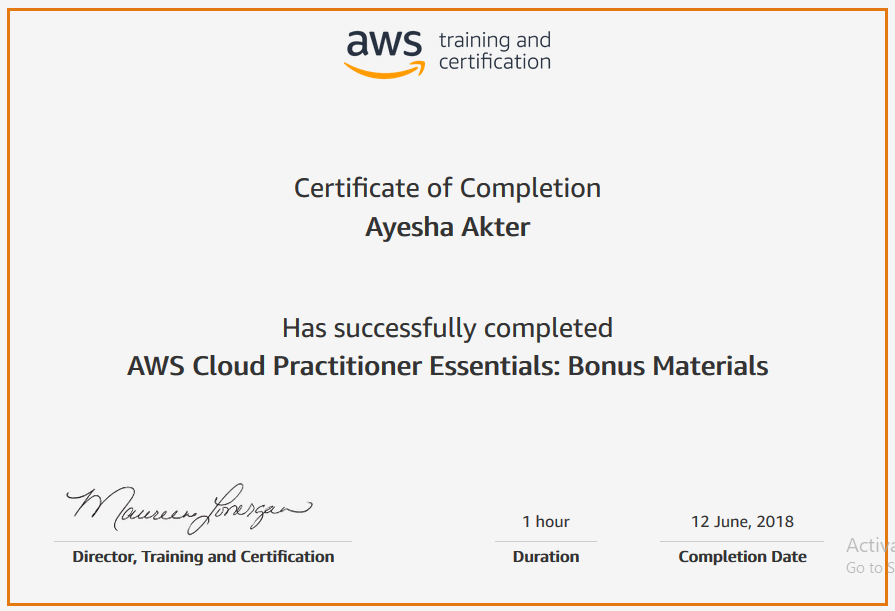 aws training and
certification
Certificate of Completion
Ayesha Akter
Has successfully completed
AWS Cloud Practitioner Essentials: Bonus Materials
Maureen Lonergan
Director, Training and Certification
1 hour
Duration
12 June, 2018
Completion Date
Activa
Go to S